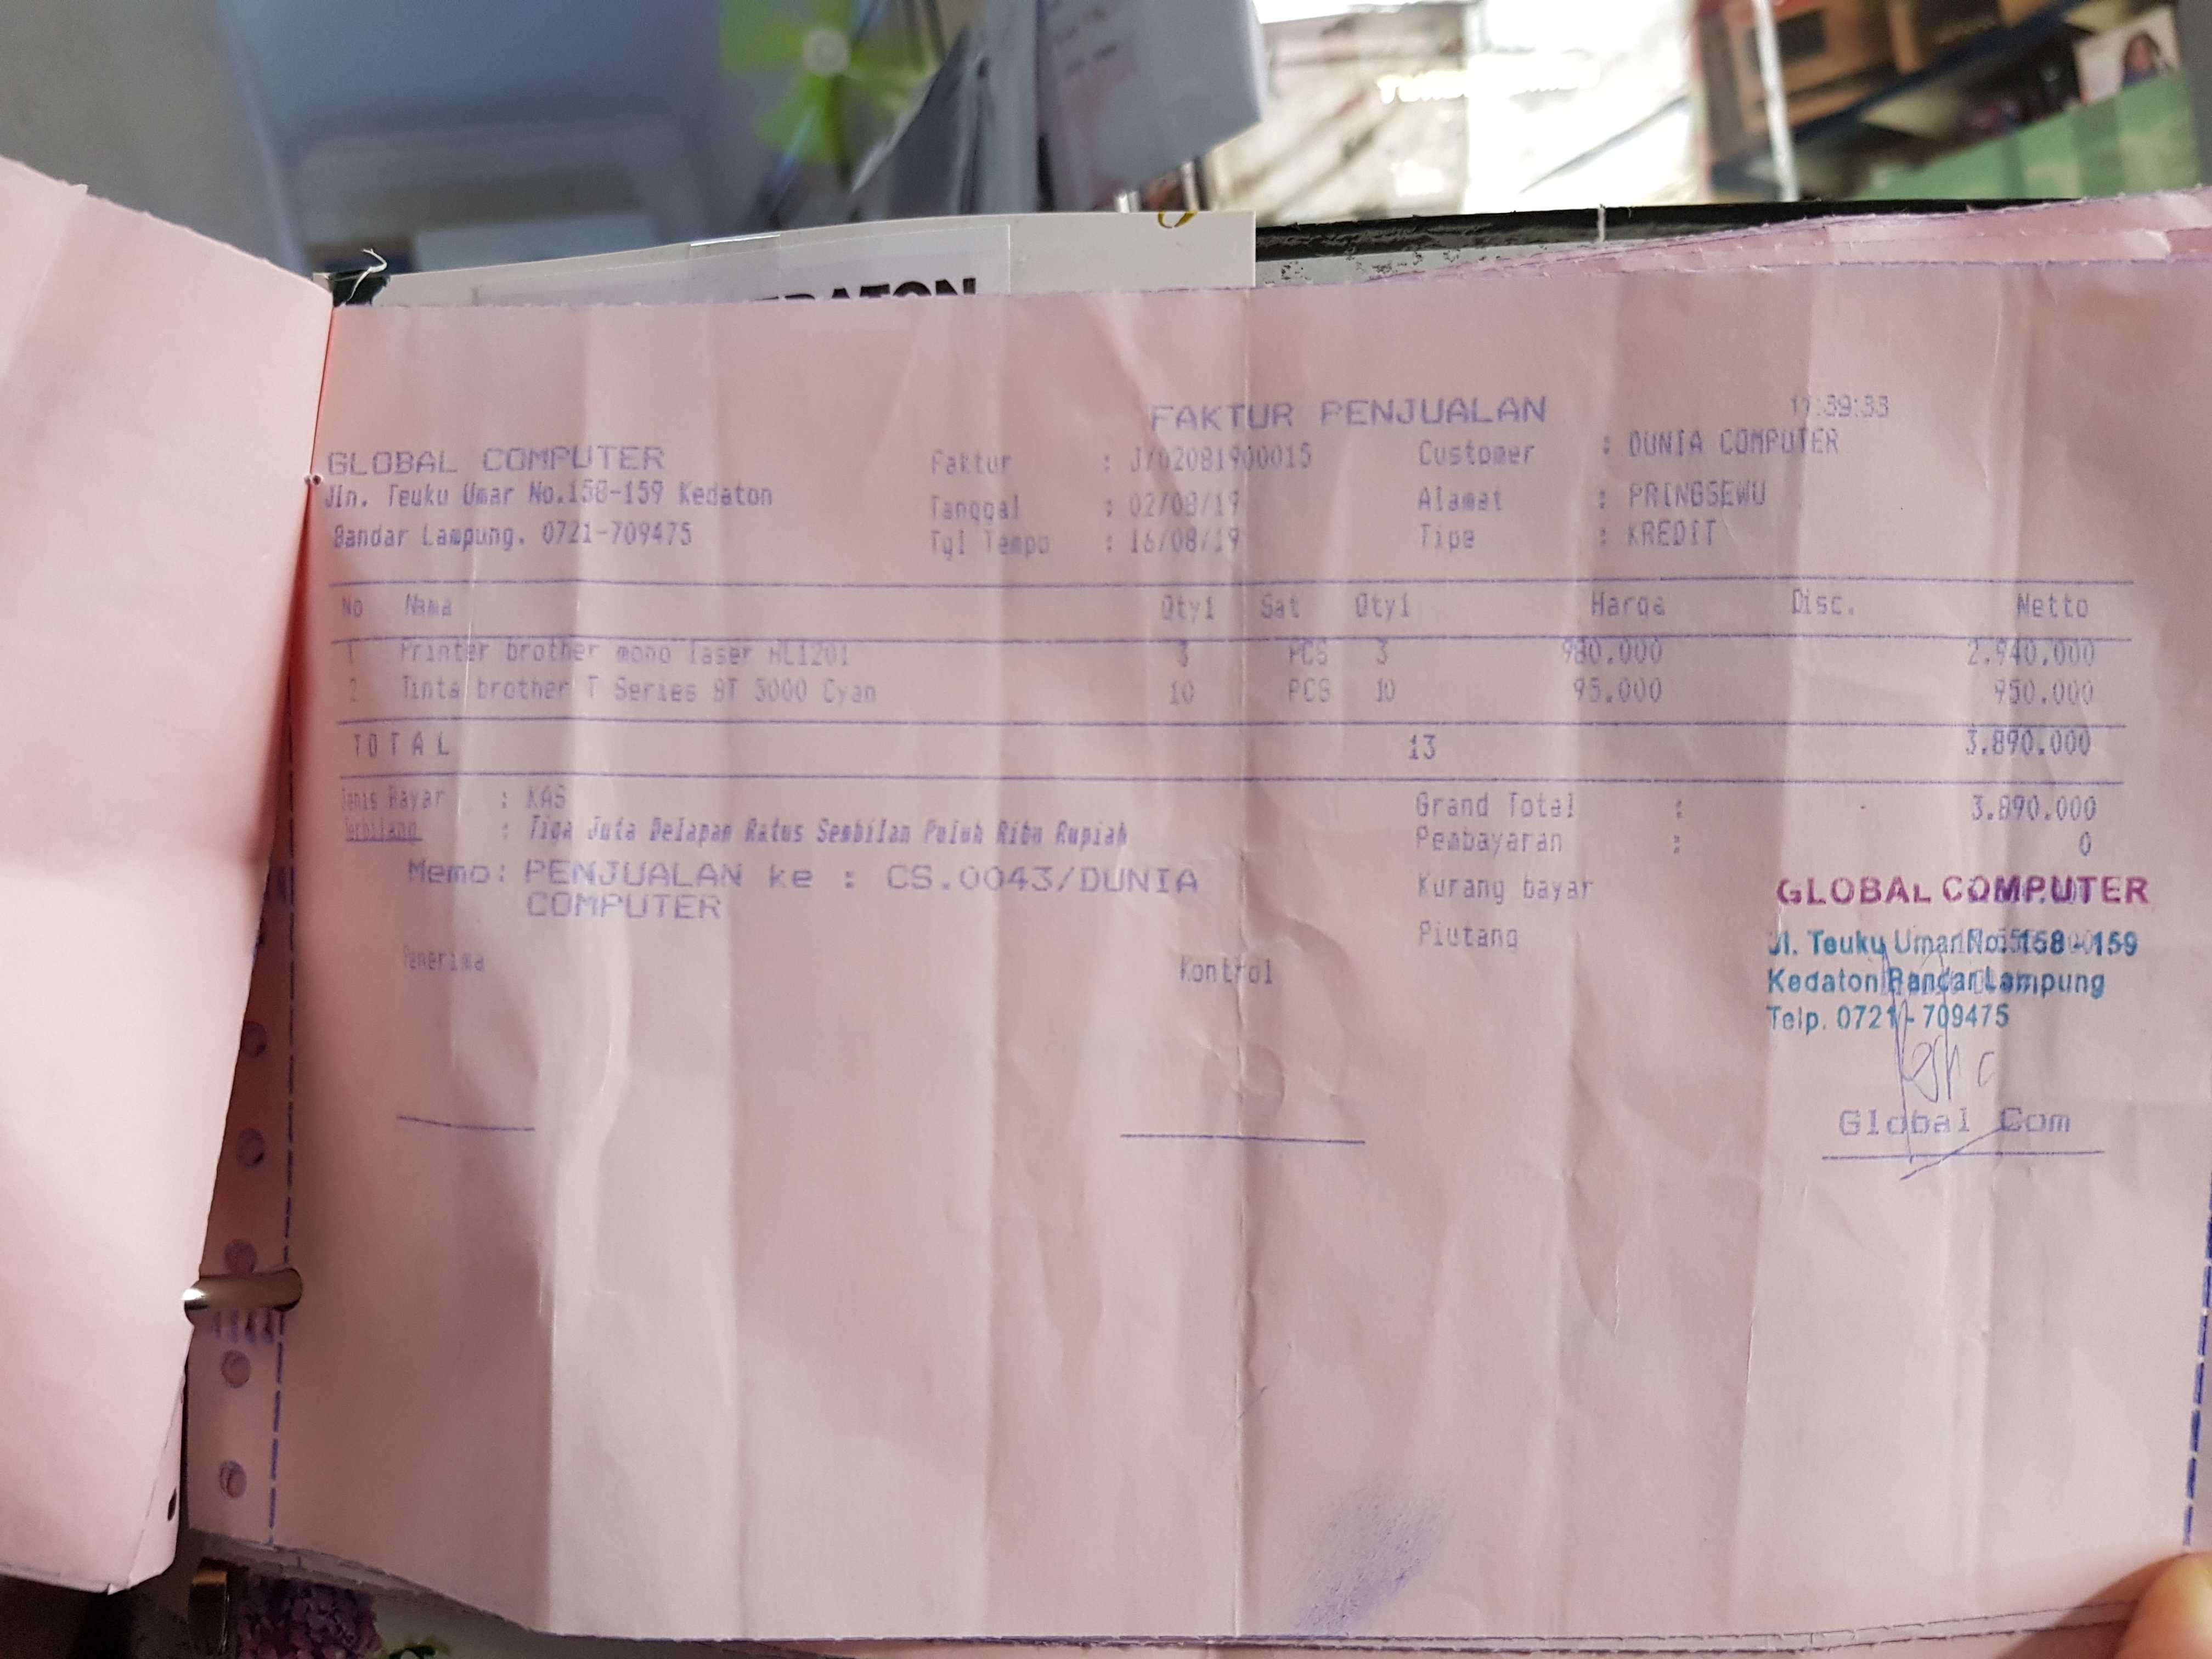 FAKTUR PENJUALAN
GLOBAL COMPUTER
Jln. Teuku Umar No.158-159 Kedaton
Bandar Lampung. 0721-709475
Faktur : J/02081900015
Tanggal : 02/08/19
Tgl Tempo : 16/08/19
Customer : DUNIA COMPUTER
Alamat : PRINGSEWU
Tipe : KREDIT
No Nama Qty1 Sat Qty1 Harga Disc. Netto
1 Printer brother mono laser HL1201 3 PCS 3 980.000 2.940.000
2 Tinta brother T Series BT 5000 Cyan 10 PCS 10 95.000 950.000
TOTAL 13 3.890.000
Jenis Bayar : KAS
Terbilang : Tiga Juta Delapan Ratus Sembilan Puluh Ribu Rupiah
Memo: PENJUALAN ke : CS.0043/DUNIA
COMPUTER
Grand Total : 3.890.000
Pembayaran : 0
Kurang bayar
Piutang
GLOBAL COMPUTER
Jl. Teuku Umar No. 158 - 159
Kedaton Bandar Lampung
Telp. 0721 - 709475
Penerima
Kontrol
Global Com